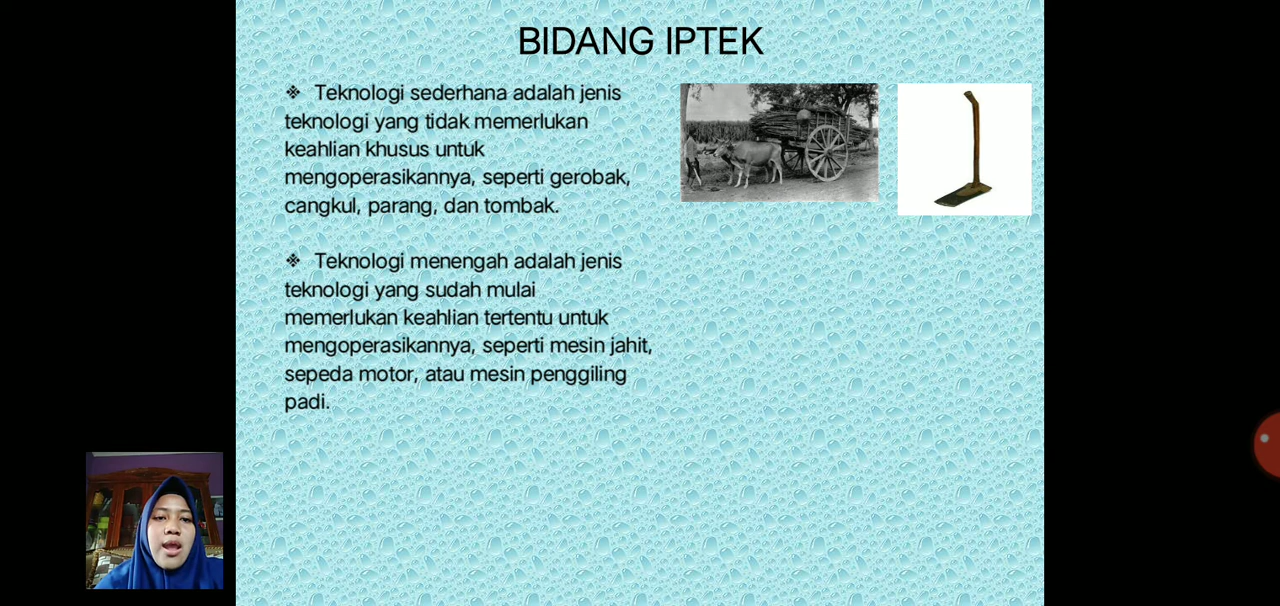 BIDANG IPTEK
❖ Teknologi sederhana adalah jenis
teknologi yang tidak memerlukan
keahlian khusus untuk
mengoperasikannya, seperti gerobak,
cangkul, parang, dan tombak.
❖ Teknologi menengah adalah jenis
teknologi yang sudah mulai
memerlukan keahlian tertentu untuk
mengoperasikannya, seperti mesin jahit,
sepeda motor, atau mesin penggiling
padi.